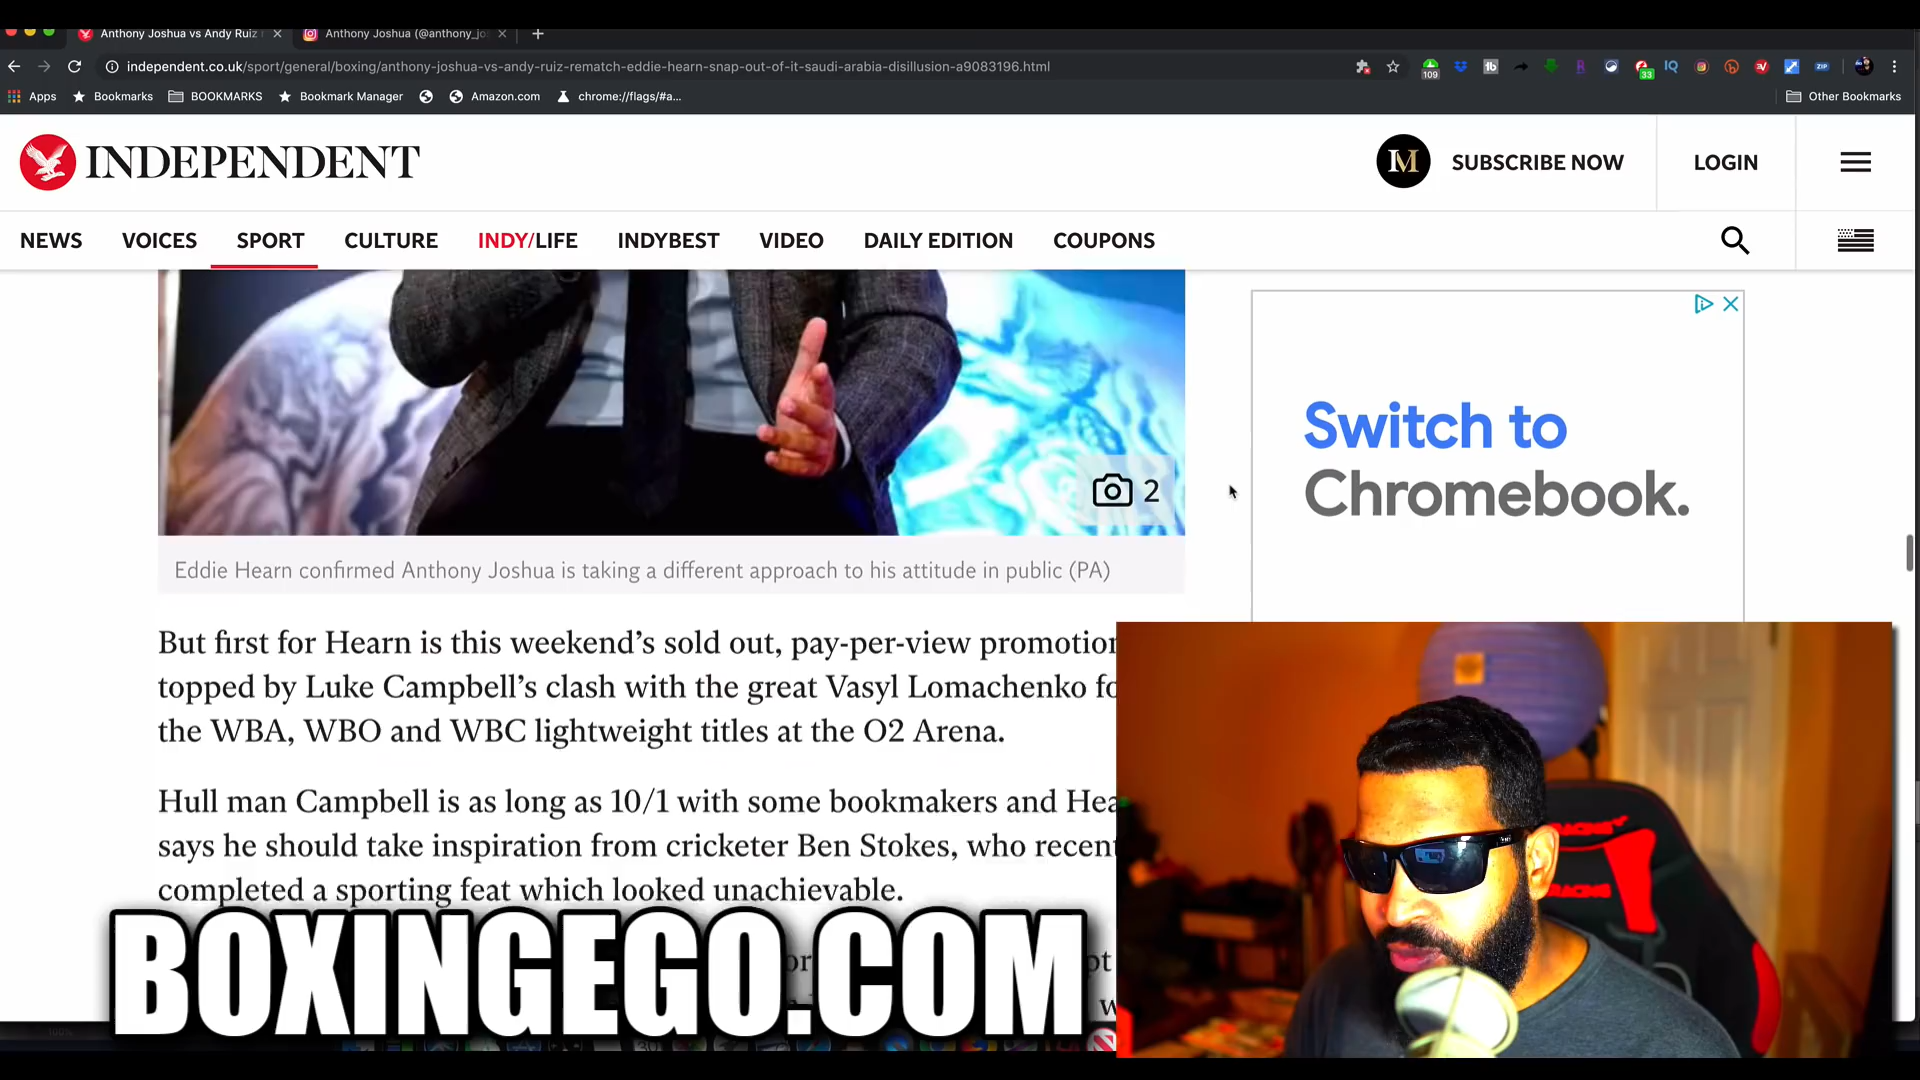 Anthony Joshua vs Andy Ruiz
Anthony Joshua (@anthony_jo
independent.co.uk/sport/general/boxing/anthony-joshua-vs-andy-ruiz-rematch-eddie-hearn-snap-out-of-it-saudi-arabia-disillusion-a9083196.html
109
33
IQ
ZIP
Apps
Bookmarks
BOOKMARKS
Bookmark Manager
Amazon.com
chrome://flags/#a...
Other Bookmarks
INDEPENDENT
M
SUBSCRIBE NOW
LOGIN
NEWS
VOICES
SPORT
CULTURE
INDY/LIFE
INDYBEST
VIDEO
DAILY EDITION
COUPONS
2
Switch to
Chromebook.
Eddie Hearn confirmed Anthony Joshua is taking a different approach to his attitude in public (PA)
But first for Hearn is this weekend's sold out, pay-per-view promotion
topped by Luke Campbell's clash with the great Vasyl Lomachenko
the WBA, WBO and WBC lightweight titles at the O2 Arena.
Hull man Campbell is as long as 10/1 with some bookmakers and
says he should take inspiration from cricketer Ben Stokes, who
completed a sporting feat which looked unachievable.
BOXINGEGO.COM
RACING